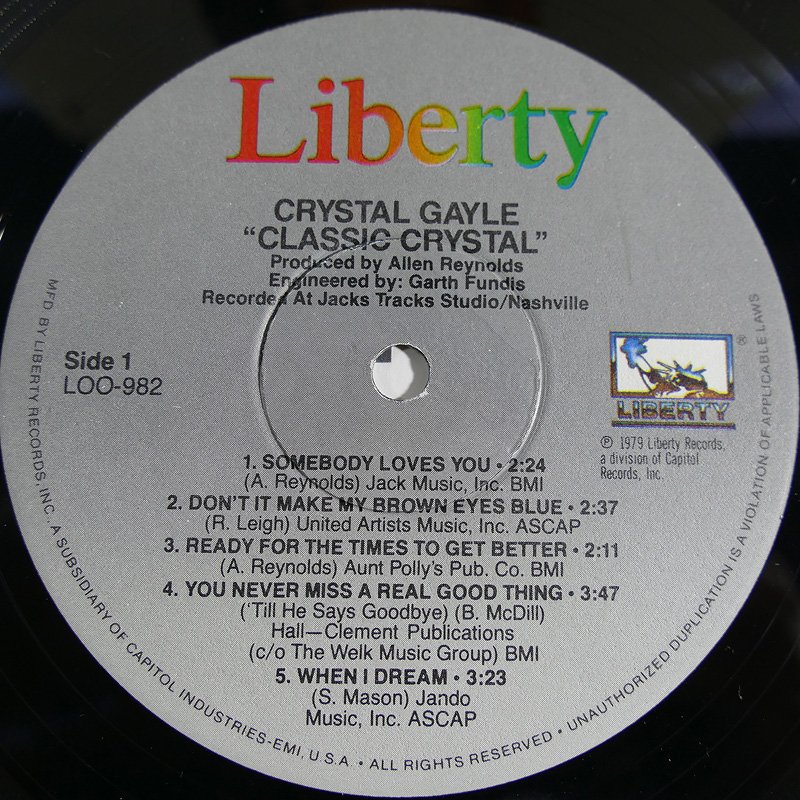 Liberty
CRYSTAL GAYLE
“CLASSIC CRYSTAL”
Produced by Allen Reynolds
Engineered by: Garth Fundis
Recorded At Jacks Tracks Studio/Nashville
Side 1
LOO-982
LIBERTY
®
℗ 1979 Liberty Records,
a division of Capitol
Records, Inc.
1. SOMEBODY LOVES YOU • 2:24
(A. Reynolds) Jack Music, Inc. BMI
2. DON'T IT MAKE MY BROWN EYES BLUE • 2:37
(R. Leigh) United Artists Music, Inc. ASCAP
3. READY FOR THE TIMES TO GET BETTER • 2:11
(A. Reynolds) Aunt Polly's Pub. Co. BMI
4. YOU NEVER MISS A REAL GOOD THING • 3:47
('Till He Says Goodbye) (B. McDill)
Hall—Clement Publications
(c/o The Welk Music Group) BMI
5. WHEN I DREAM • 3:23
(S. Mason) Jando
Music, Inc. ASCAP
MFD. BY LIBERTY RECORDS, INC. A SUBSIDIARY OF CAPITOL INDUSTRIES-EMI, U.S.A. • ALL RIGHTS RESERVED • UNAUTHORIZED DUPLICATION IS A VIOLATION OF APPLICABLE LAWS